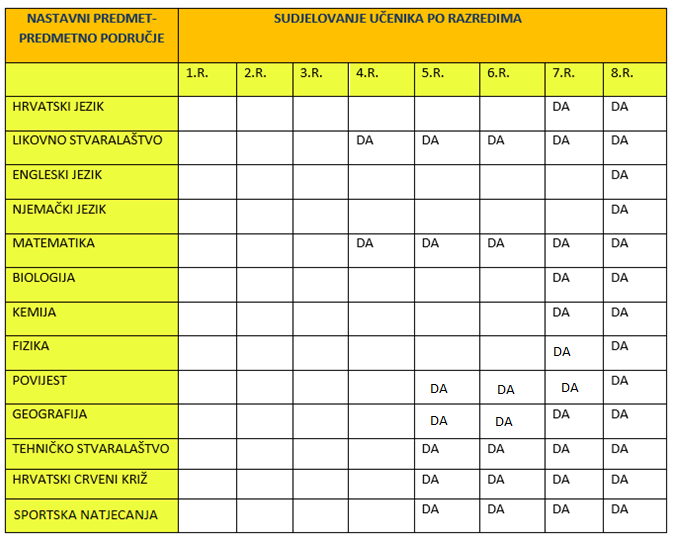 NASTAVNI PREDMET- SUDJELOVANJE UČENIKA PO RAZREDIMA
PREDMETNO PODRUČJE
1.R. 2.R. 3.R. 4.R. 5.R. 6.R. 7.R. 8.R.
HRVATSKI JEZIK DA DA
LIKOVNO STVARALAŠTVO DA DA DA DA DA
ENGLESKI JEZIK DA
NJEMAČKI JEZIK DA
MATEMATIKA DA DA DA DA DA
BIOLOGIJA DA DA
KEMIJA DA DA
FIZIKA DA DA
POVIJEST DA DA DA DA
GEOGRAFIJA DA DA DA DA
TEHNIČKO STVARALAŠTVO DA DA DA DA
HRVATSKI CRVENI KRIŽ DA DA DA DA
SPORTSKA NATJECANJA DA DA DA DA